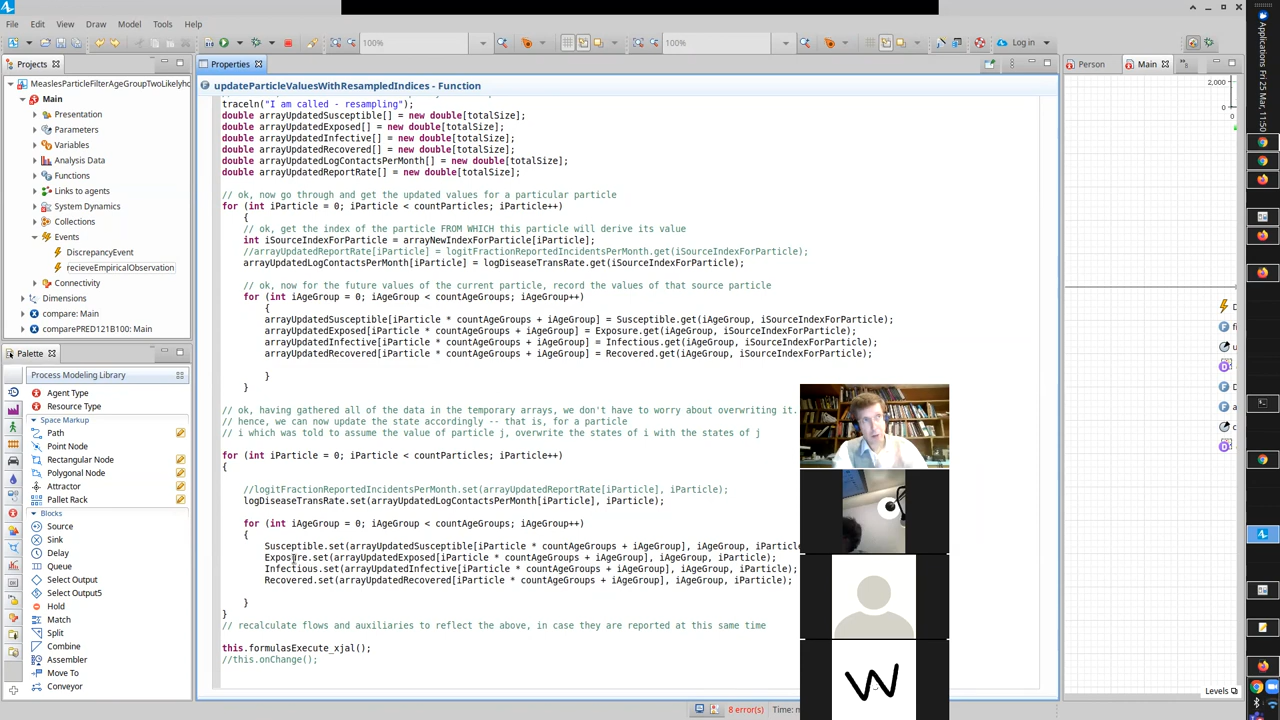 File Edit View Draw Model Tools Help
100% 100% Log in
Projects Properties Person Main
MeaslesParticleFilterAgeGroupTwoLikelyho
Main
Presentation
Parameters
Variables
Analysis Data
Functions
Links to agents
System Dynamics
Collections
Events
DiscrepancyEvent
recieveEmpiricalObservation
Connectivity
Dimensions
compare: Main
comparePRED121B100: Main
Palette
Process Modeling Library
Agent Type
Resource Type
Space Markup
Path
Point Node
Rectangular Node
Polygonal Node
Attractor
Pallet Rack
Blocks
Source
Sink
Delay
Queue
Select Output
Select Output5
Hold
Match
Split
Combine
Assembler
Move To
Conveyor
updateParticleValuesWithResampledIndices - Function
traceln("I am called - resampling");
double arrayUpdatedSusceptible[] = new double[totalSize];
double arrayUpdatedExposed[] = new double[totalSize];
double arrayUpdatedInfective[] = new double[totalSize];
double arrayUpdatedRecovered[] = new double[totalSize];
double arrayUpdatedLogContactsPerMonth[] = new double[totalSize];
double arrayUpdatedReportRate[] = new double[totalSize];
// ok, now go through and get the updated values for a particular particle
for (int iParticle = 0; iParticle < countParticles; iParticle++)
{
// ok, get the index of the particle FROM WHICH this particle will derive its value
int iSourceIndexForParticle = arrayNewIndexForParticle[iParticle];
//arrayUpdatedReportRate[iParticle] = logitFractionReportedIncidentsPerMonth.get(iSourceIndexForParticle);
arrayUpdatedLogContactsPerMonth[iParticle] = logDiseaseTransRate.get(iSourceIndexForParticle);
// ok, now for the future values of the current particle, record the values of that source particle
for (int iAgeGroup = 0; iAgeGroup < countAgeGroups; iAgeGroup++)
{
arrayUpdatedSusceptible[iParticle * countAgeGroups + iAgeGroup] = Susceptible.get(iAgeGroup, iSourceIndexForParticle);
arrayUpdatedExposed[iParticle * countAgeGroups + iAgeGroup] = Exposure.get(iAgeGroup, iSourceIndexForParticle);
arrayUpdatedInfective[iParticle * countAgeGroups + iAgeGroup] = Infectious.get(iAgeGroup, iSourceIndexForParticle);
arrayUpdatedRecovered[iParticle * countAgeGroups + iAgeGroup] = Recovered.get(iAgeGroup, iSourceIndexForParticle);
}
}
// ok, having gathered all of the data in the temporary arrays, we don't have to worry about overwriting it.
// hence, we can now update the state accordingly -- that is, for a particle
// i which was told to assume the value of particle j, overwrite the states of i with the states of j
for (int iParticle = 0; iParticle < countParticles; iParticle++)
{
//logitFractionReportedIncidentsPerMonth.set(arrayUpdatedReportRate[iParticle], iParticle);
logDiseaseTransRate.set(arrayUpdatedLogContactsPerMonth[iParticle], iParticle);
for (int iAgeGroup = 0; iAgeGroup < countAgeGroups; iAgeGroup++)
{
Susceptible.set(arrayUpdatedSusceptible[iParticle * countAgeGroups + iAgeGroup], iAgeGroup, iParticle
Exposure.set(arrayUpdatedExposed[iParticle * countAgeGroups + iAgeGroup], iAgeGroup, iParticle);
Infectious.set(arrayUpdatedInfective[iParticle * countAgeGroups + iAgeGroup], iAgeGroup, iParticle);
Recovered.set(arrayUpdatedRecovered[iParticle * countAgeGroups + iAgeGroup], iAgeGroup, iParticle);
}
}
// recalculate flows and auxiliaries to reflect the above, in case they are reported at this same time
this.formulasExecute_xjal();
//this.onChange();
W
8 error(s) Time:
2,000
0
0
Levels
Applications Fri 25 Mar, 11:50